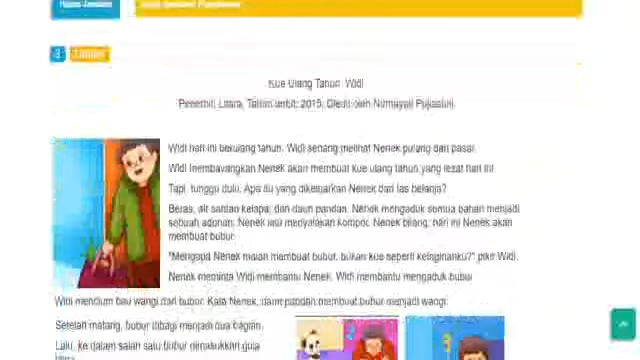 3
Kue Ulang Tahun Widi
Penerbit: Litara, Tahun terbit: 2015, Diedit oleh Nurhayati Pujiastuti
Widi hari ini berulang tahun. Widi senang melihat Nenek pulang dari pasar.
Widi membayangkan Nenek akan membuat kue ulang tahun yang lezat hari ini
Tapi, tunggu dulu. Apa itu yang dikeluarkan Nenek dari tas belanja?
Beras, air santan kelapa, dan daun pandan. Nenek mengaduk semua bahan menjadi
sebuah adonan. Nenek lalu menyalakan kompor. Nenek bilang, hari ini Nenek akan
membuat bubur.
"Mengapa Nenek malah membuat bubur, bukan kue seperti keinginanku?" pikir Widi.
Nenek meminta Widi membantu Nenek. Widi membantu mengaduk bubur
Widi mencium bau wangi dari bubur. Kata Nenek, daun pandan membuat bubur menjadi wangi.
Setelah matang, bubur dibagi menjadi dua bagian.
Lalu, ke dalam salah satu bubur dimasukkan gula